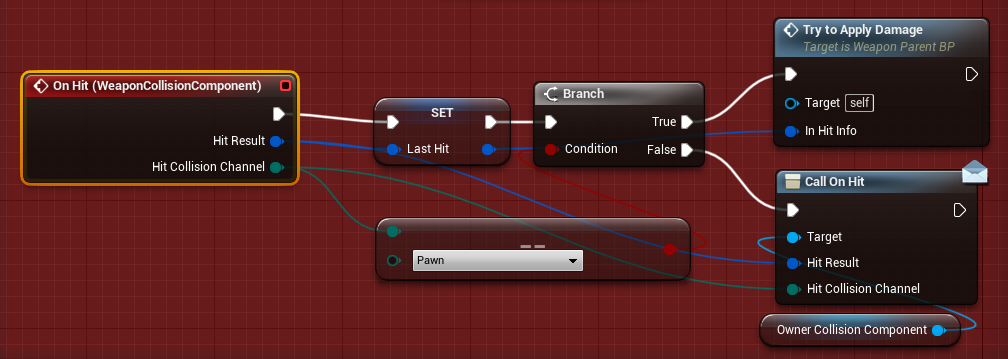 On Hit (WeaponCollisionComponent)
Hit Result
Hit Collision Channel
SET
Last Hit
Branch
True
Condition
False
Try to Apply Damage
Target is Weapon Parent BP
Target self
In Hit Info
==
Pawn
Call On Hit
Target
Hit Result
Hit Collision Channel
Owner Collision Component